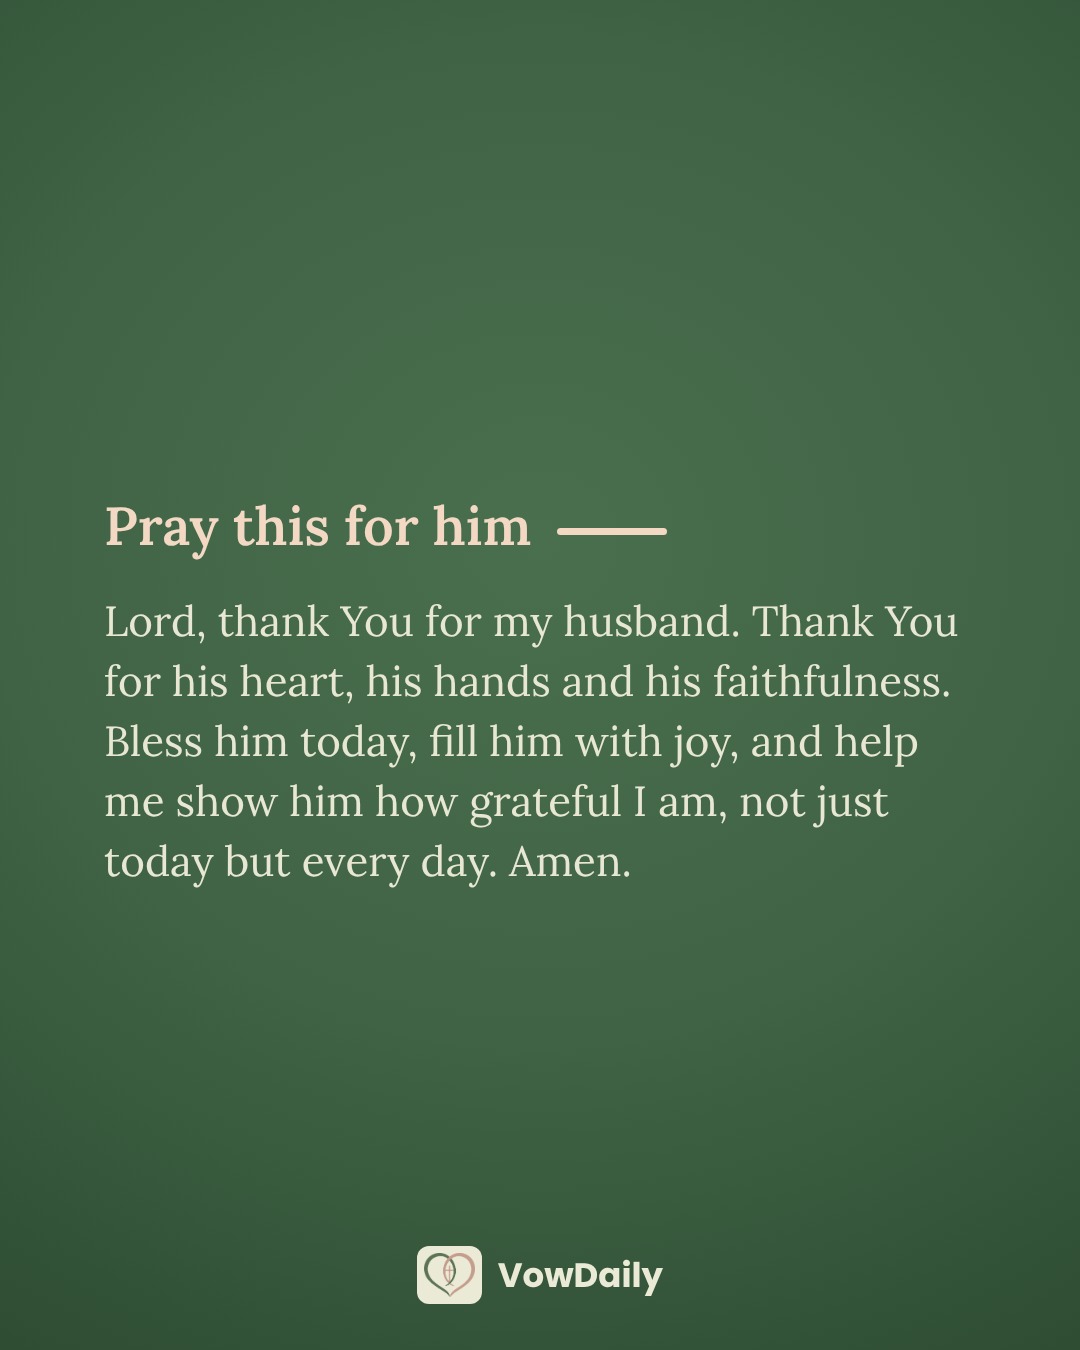 Pray this for him
Lord, thank You for my husband. Thank You
for his heart, his hands and his faithfulness.
Bless him today, fill him with joy, and help
me show him how grateful I am, not just
today but every day. Amen.
VowDaily